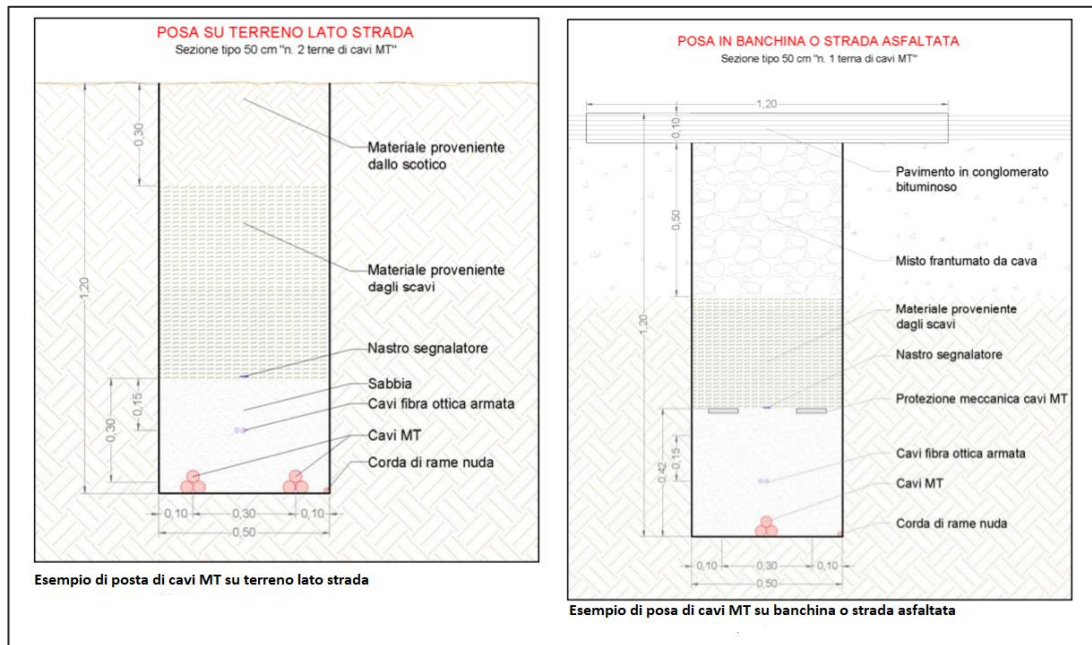 POSA SU TERRENO LATO STRADA
Sezione tipo 50 cm "n. 2 terne di cavi MT"
0,30
1,20
0,30
0,15
Materiale proveniente
dallo scotico
Materiale proveniente
dagli scavi
Nastro segnalatore
Sabbia
Cavi fibra ottica armata
Cavi MT
Corda di rame nuda
0,10
0,30
0,10
0,50
Esempio di posta di cavi MT su terreno lato strada
POSA IN BANCHINA O STRADA ASFALTATA
Sezione tipo 50 cm "n. 1 terna di cavi MT"
1,20
0,10
0,50
1,20
0,42
0,15
Pavimento in conglomerato
bituminoso
Misto frantumato da cava
Materiale proveniente
dagli scavi
Nastro segnalatore
Protezione meccanica cavi MT
Cavi fibra ottica armata
Cavi MT
Corda di rame nuda
0,10
0,30
0,10
0,50
Esempio di posa di cavi MT su banchina o strada asfaltata